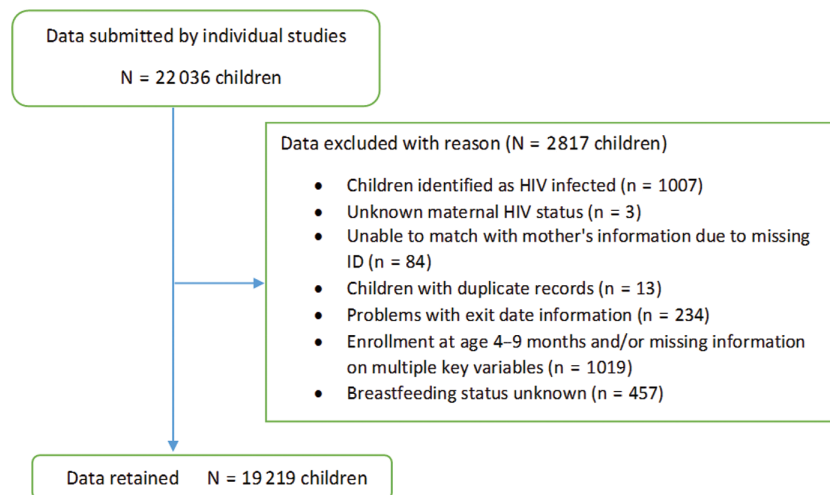 Data submitted by individual studies
N = 22 036 children
Data excluded with reason (N = 2817 children)
• Children identified as HIV infected (n = 1007)
• Unknown maternal HIV status (n = 3)
• Unable to match with mother's information due to missing
ID (n = 84)
• Children with duplicate records (n = 13)
• Problems with exit date information (n = 234)
• Enrollment at age 4–9 months and/or missing information
on multiple key variables (n = 1019)
• Breastfeeding status unknown (n = 457)
Data retained N = 19 219 children